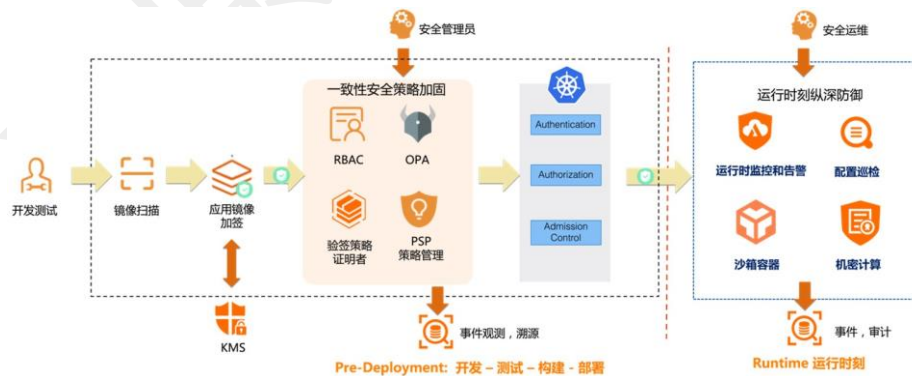 安全管理员
安全运维
一致性安全策略加固
RBAC
OPA
验签策略
证明者
PSP
策略管理
Authentication
Authorization
Admission
Control
运行时刻纵深防御
运行时监控和告警
配置巡检
沙箱容器
机密计算
开发测试
镜像扫描
应用镜像
加签
KMS
事件观测，溯源
事件，审计
Pre-Deployment: 开发 – 测试 – 构建 - 部署
Runtime 运行时刻